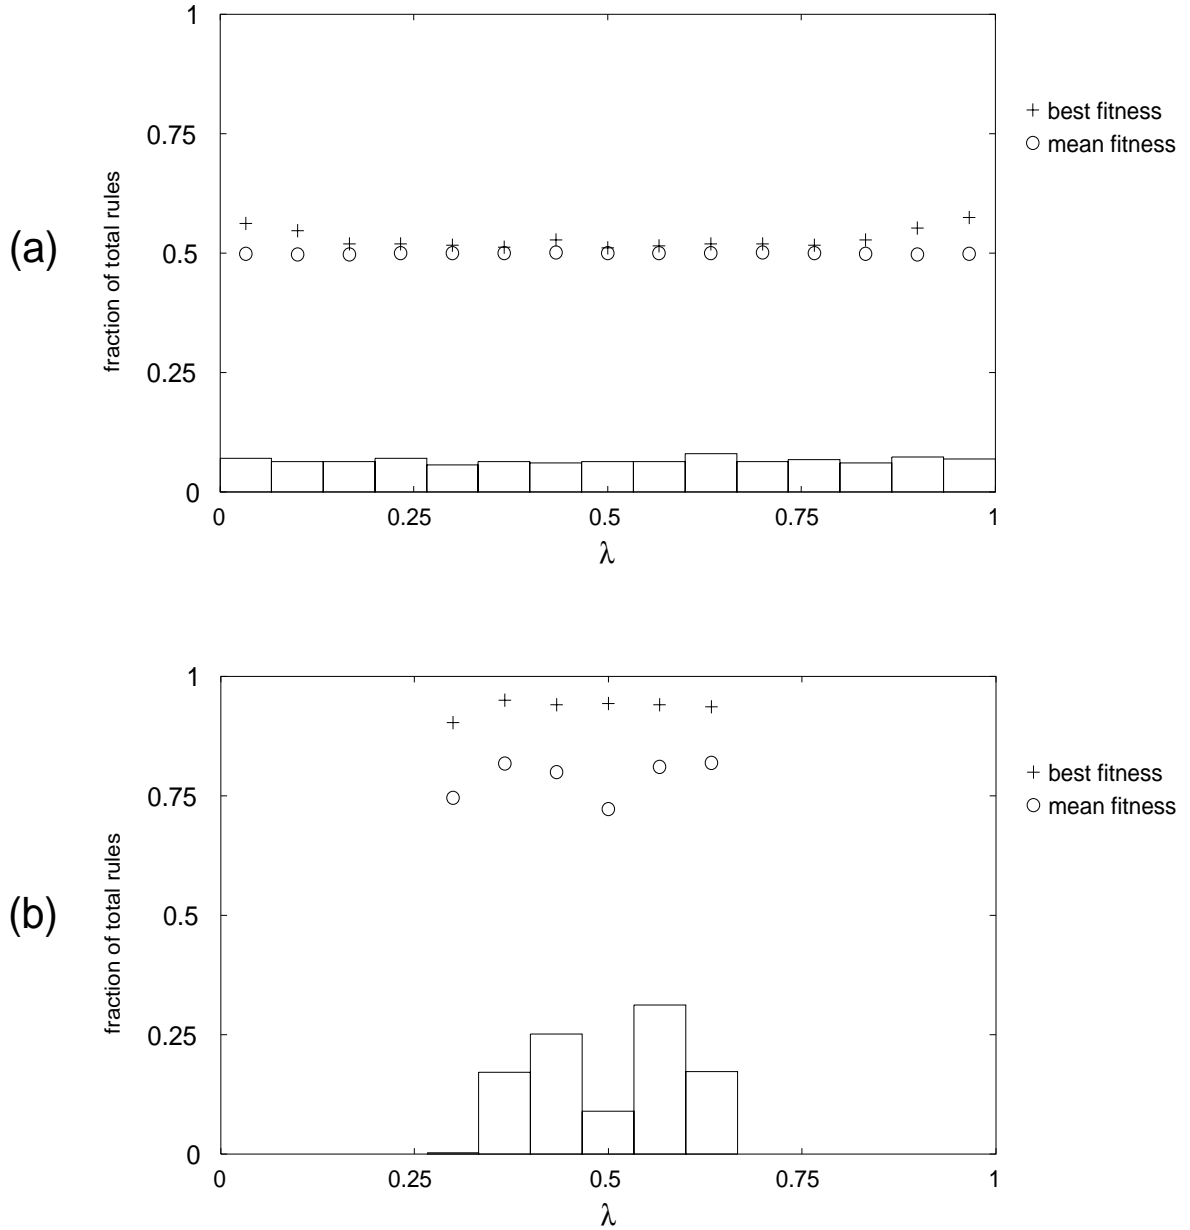 1
0.75
0.5
0.25
0
fraction of total rules
(a)
0 0.25 0.5 0.75 1
λ
+ best fitness
○ mean fitness
1
0.75
0.5
0.25
0
fraction of total rules
(b)
0 0.25 0.5 0.75 1
λ
+ best fitness
○ mean fitness